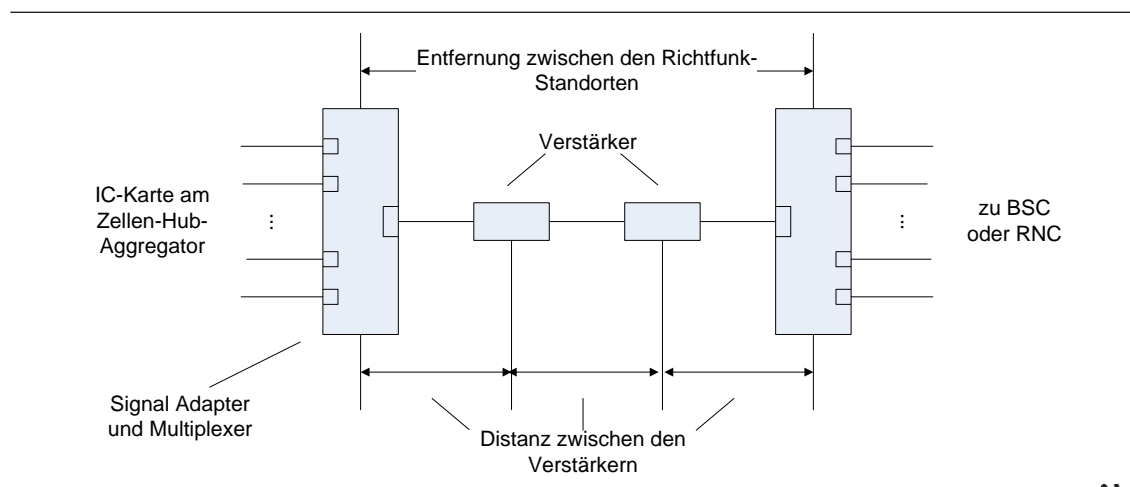 Entfernung zwischen den Richtfunk-
Standorten
Verstärker
IC-Karte am
Zellen-Hub-
Aggregator
...
zu BSC
oder RNC
...
Signal Adapter
und Multiplexer
Distanz zwischen den
Verstärkern